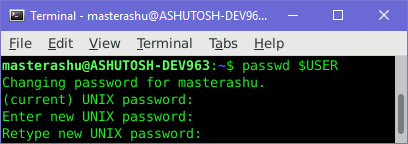 Terminal - masterashu@ASHUTOSH-DEV96...
File Edit View Terminal Tabs Help
masterashu@ASHUTOSH-DEV963:~$ passwd $USER
Changing password for masterashu.
(current) UNIX password:
Enter new UNIX password:
Retype new UNIX password: